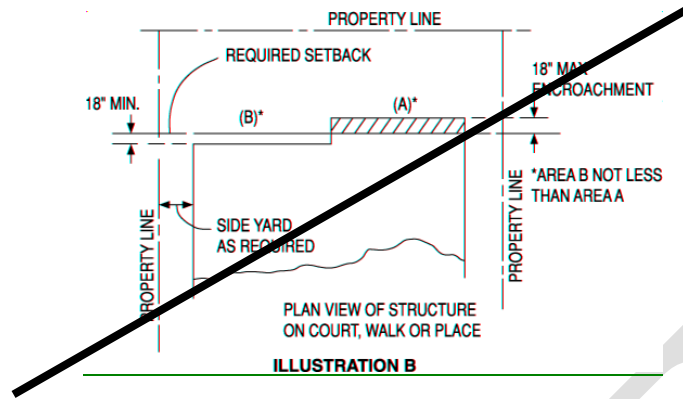 PROPERTY LINE
REQUIRED SETBACK
18" MIN.
(B)*
(A)*
18" MAX
ENCROACHMENT
*AREA B NOT LESS
THAN AREA A
PROPERTY LINE
PROPERTY LINE
SIDE YARD
AS REQUIRED
PLAN VIEW OF STRUCTURE
ON COURT, WALK OR PLACE
ILLUSTRATION B